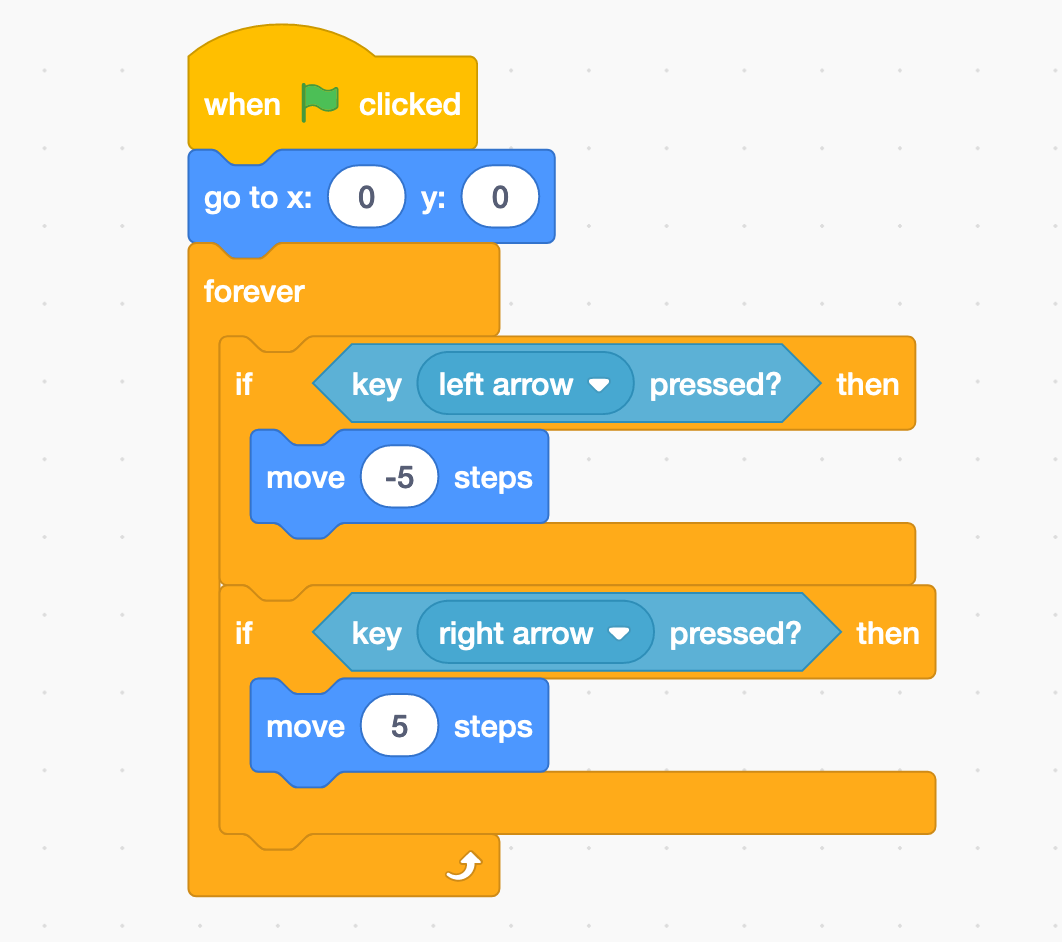 when clicked
go to x: 0 y: 0
forever
if key left arrow pressed? then
move -5 steps
if key right arrow pressed? then
move 5 steps